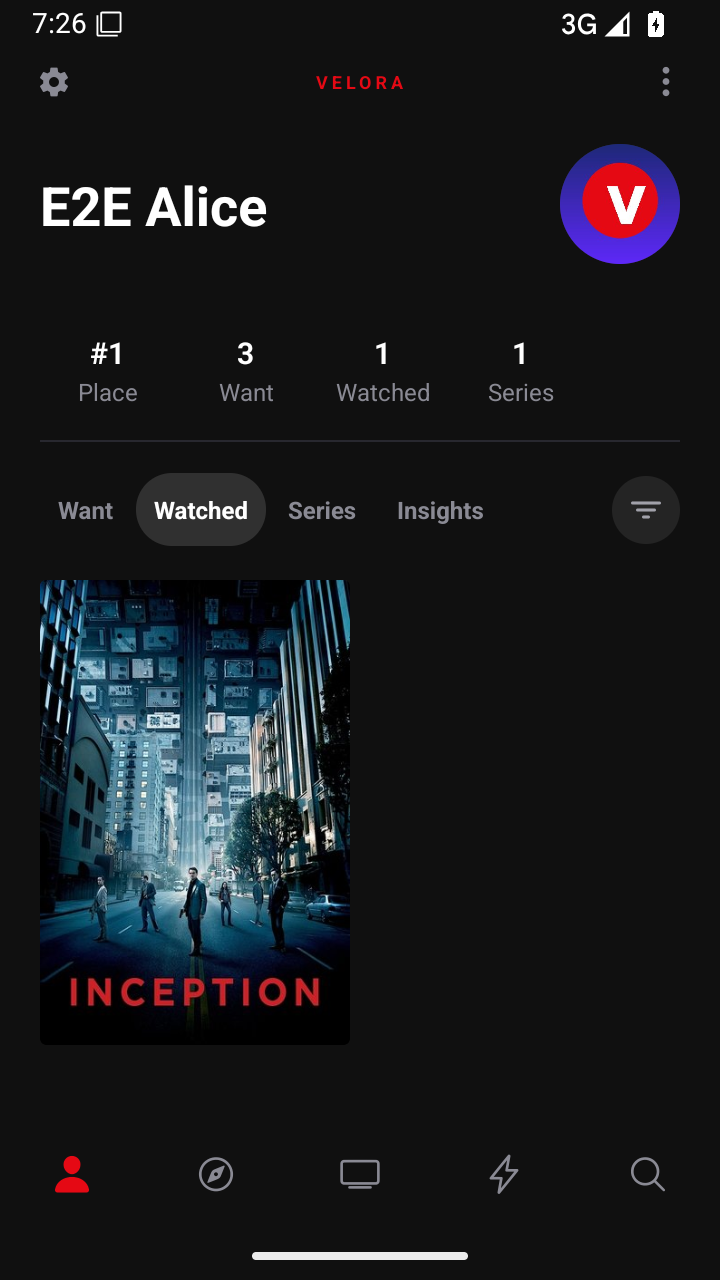 7:26
3G
VELORA
E2E Alice
V
#1 3 1 1
Place Want Watched Series
Want Watched Series Insights
INCEPTION